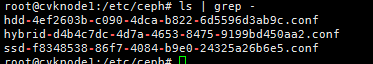 root@cvknode1:/etc/ceph# ls | grep -
hdd-4ef2603b-c090-4dca-b822-6d5596d3ab9c.conf
hybrid-d4b4c7dc-4d7a-4653-8475-9199bd450aa2.conf
ssd-f8348538-86f7-4084-b9e0-24325a26b6e5.conf
root@cvknode1:/etc/ceph#